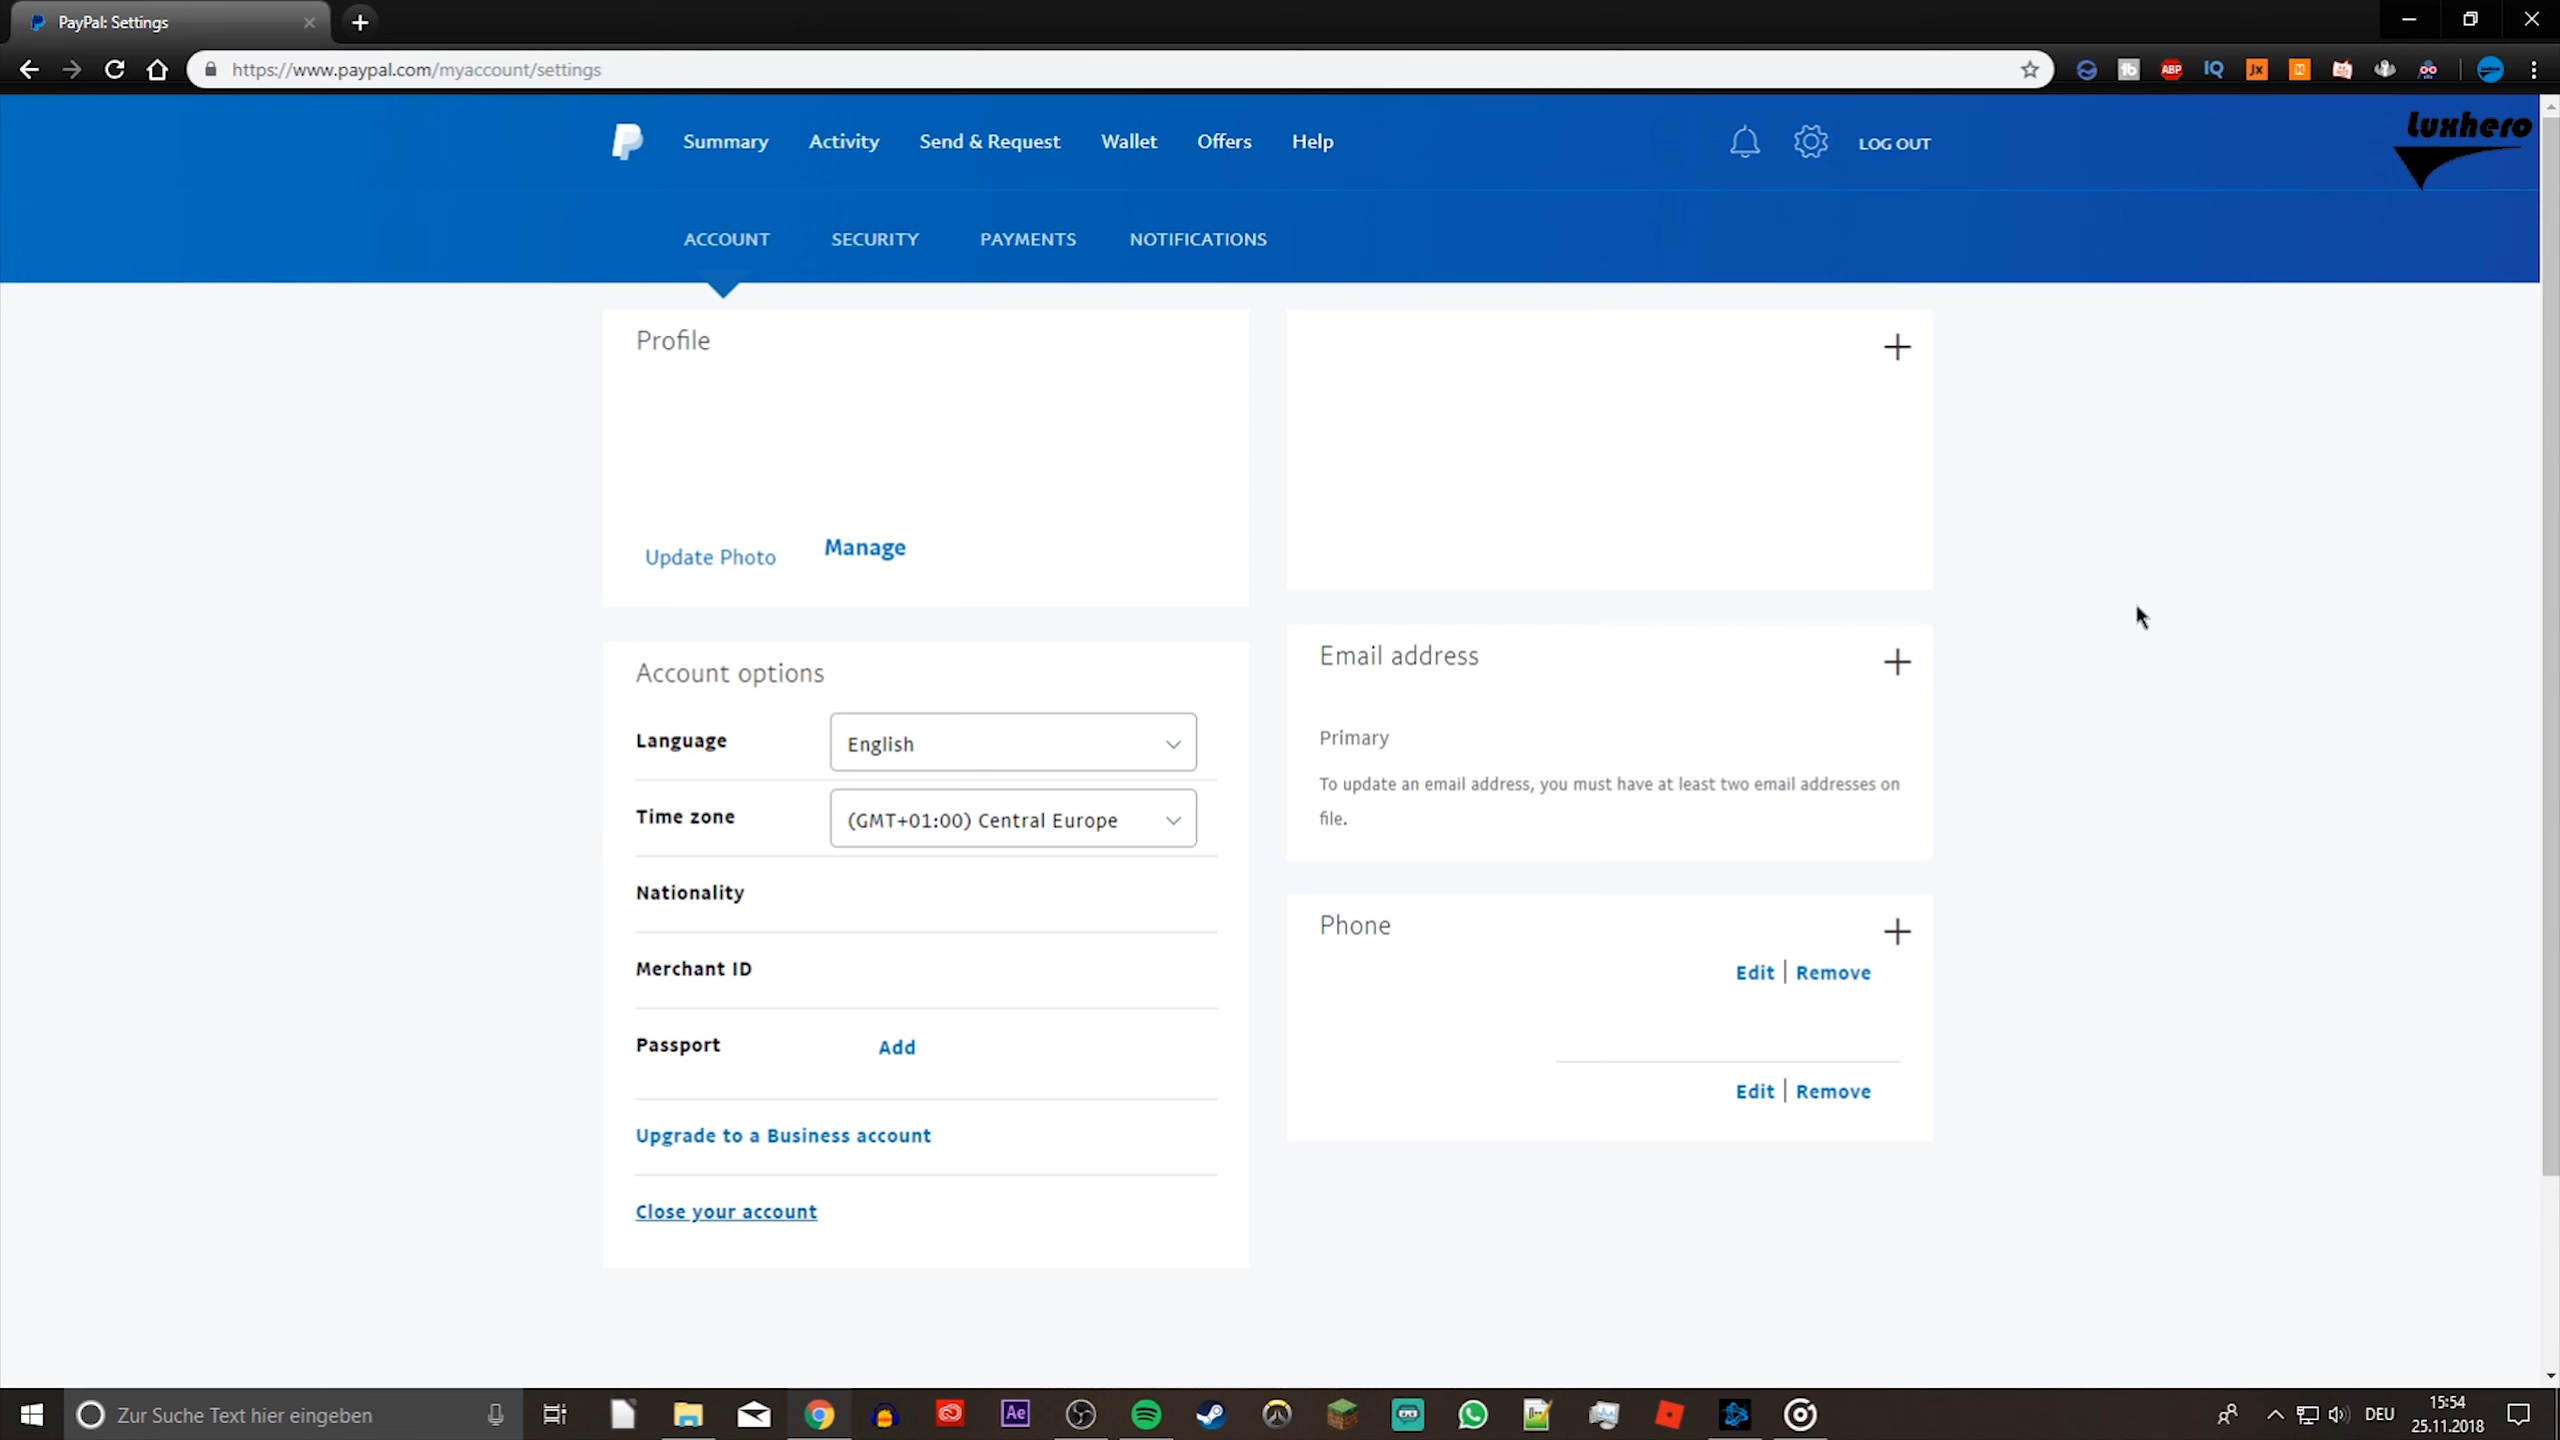 PayPal: Settings
https://www.paypal.com/myaccount/settings
ABP
IQ
Jx
Summary
Activity
Send & Request
Wallet
Offers
Help
LOG OUT
luxhero
ACCOUNT
SECURITY
PAYMENTS
NOTIFICATIONS
Profile
Update Photo
Manage
Account options
Language
English
Time zone
(GMT+01:00) Central Europe
Nationality
Merchant ID
Passport
Add
Upgrade to a Business account
Close your account
Email address
Primary
To update an email address, you must have at least two email addresses on
file.
Phone
Edit | Remove
Edit | Remove
Zur Suche Text hier eingeben
Ae
DEU
15:54
25.11.2018